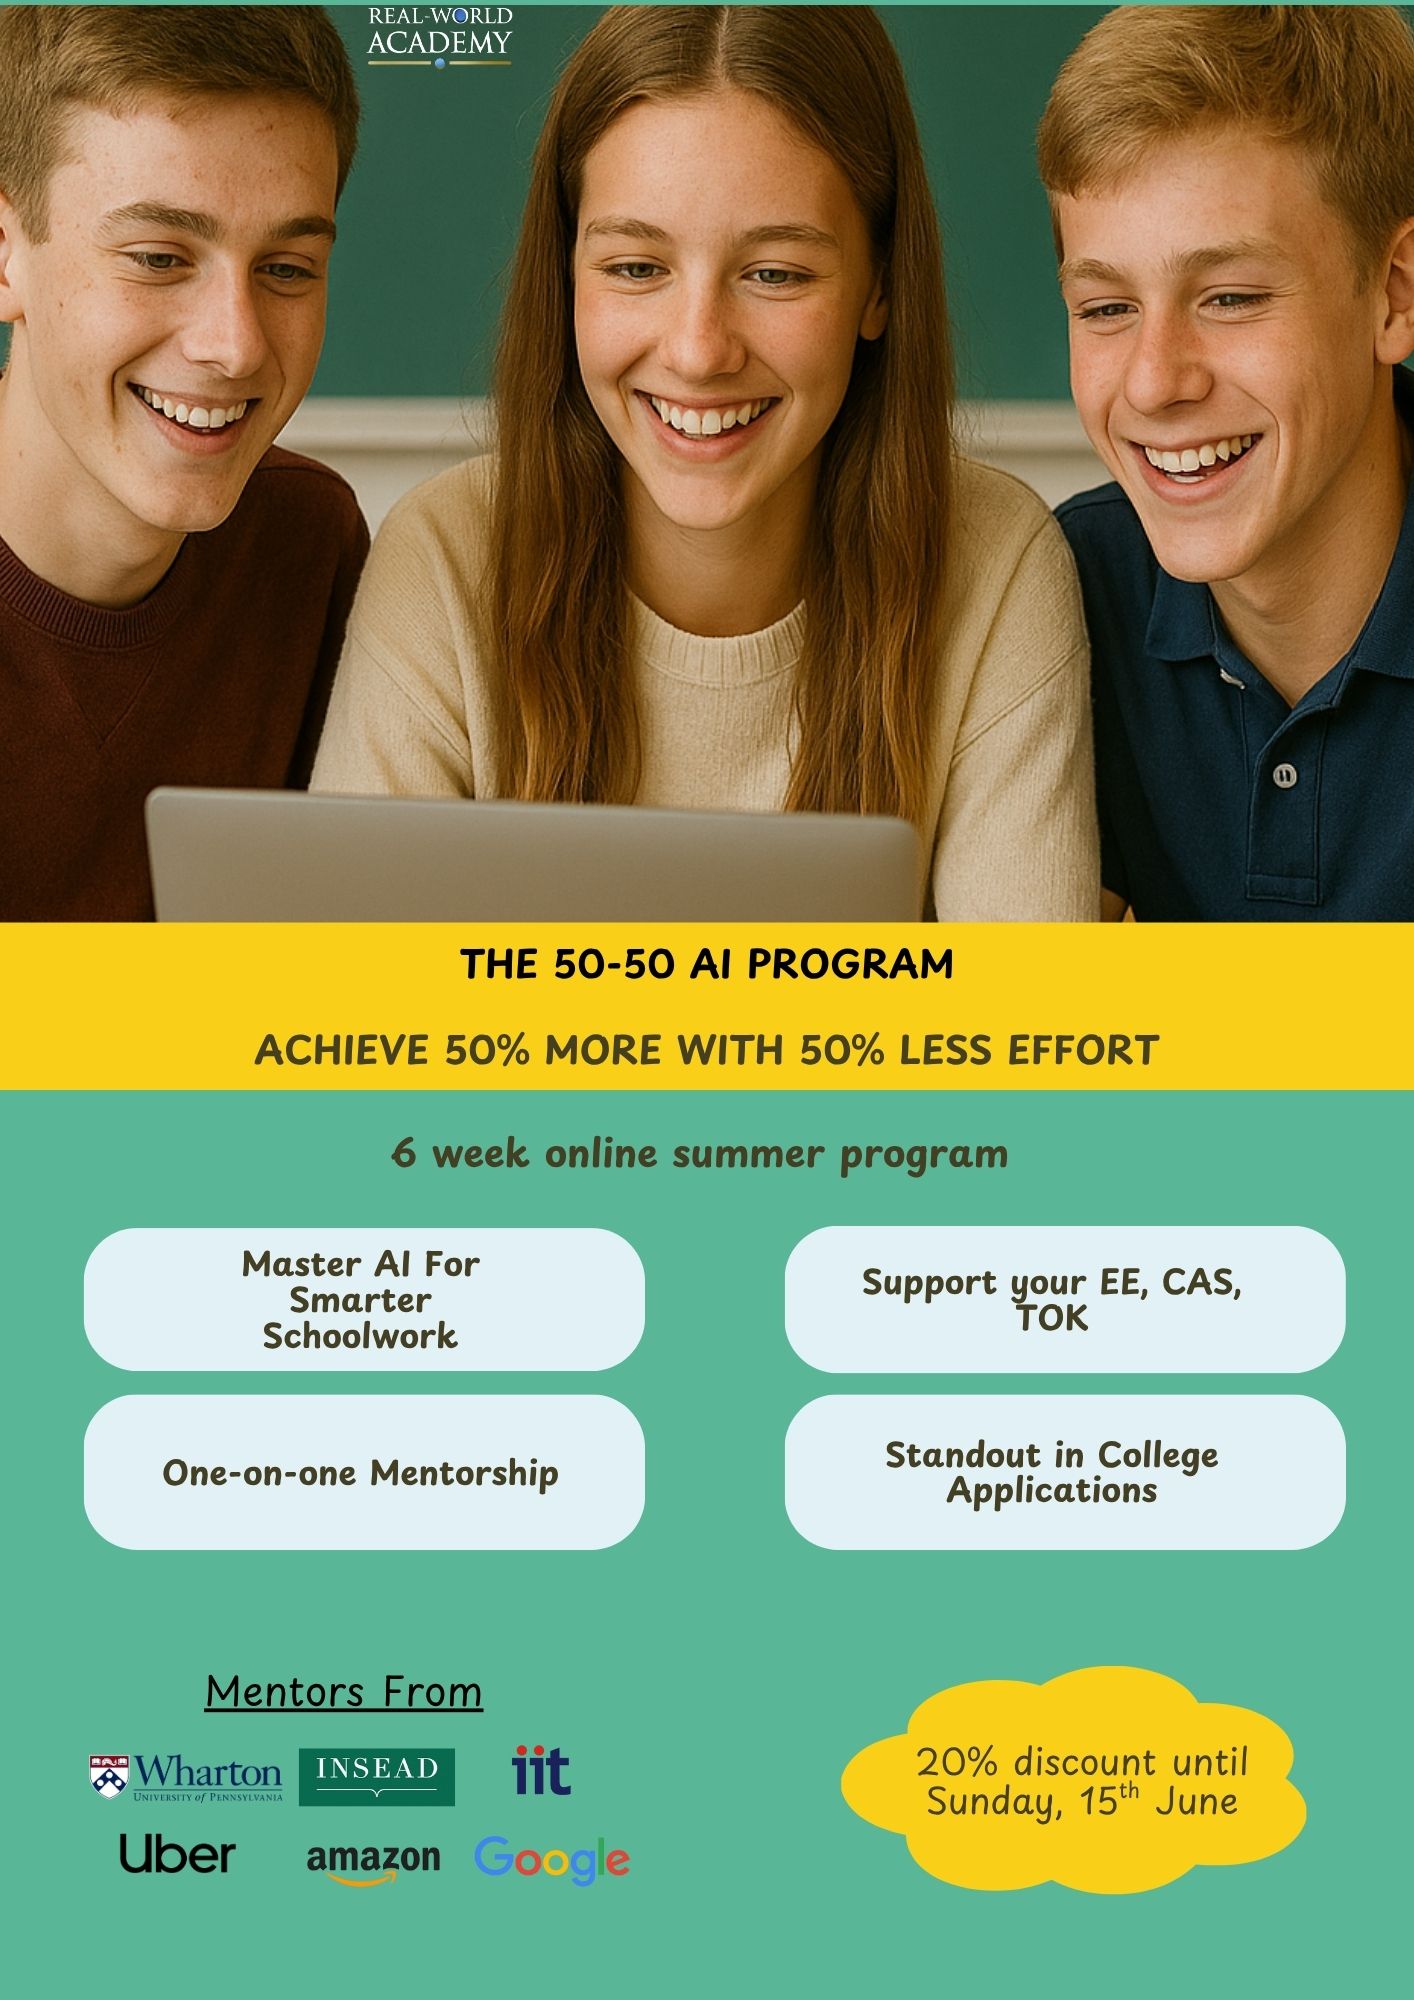 REAL-WORLD
ACADEMY
THE 50-50 AI PROGRAM
ACHIEVE 50% MORE WITH 50% LESS EFFORT
6 week online summer program
Master AI For
Smarter
Schoolwork
Support your EE, CAS,
TOK
One-on-one Mentorship
Standout in College
Applications
Mentors From
Wharton
UNIVERSITY of PENNSYLVANIA
INSEAD
iit
Uber
amazon
Google
20% discount until
Sunday, 15th June